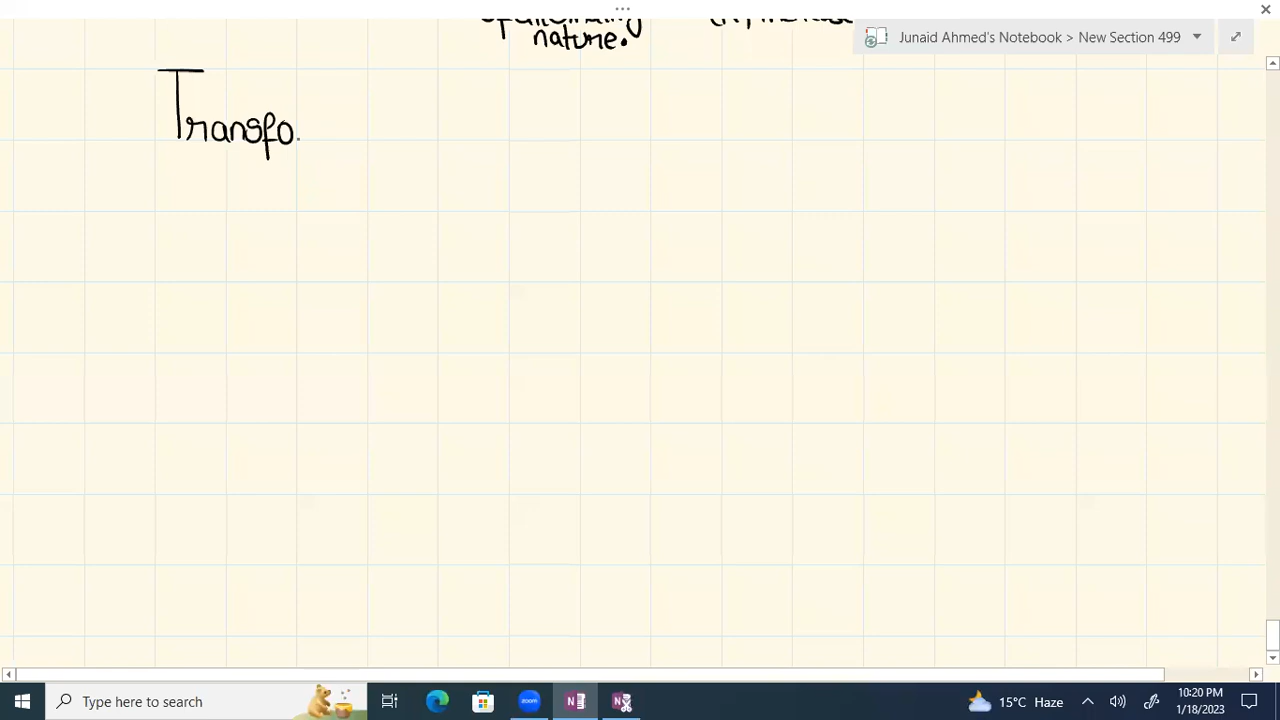 nature.
Junaid Ahmed's Notebook > New Section 499
Transfo
Type here to search
zoom
15°C Haze
10:20 PM
1/18/2023